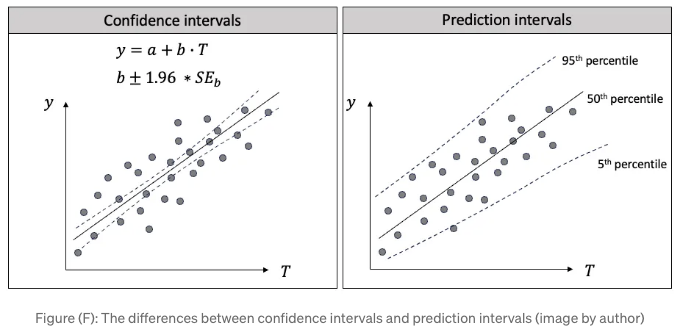 Confidence intervals
y = a + b · T
b ± 1.96 * SE_b
y
T
Prediction intervals
y
95th percentile
50th percentile
5th percentile
T
Figure (F): The differences between confidence intervals and prediction intervals (image by author)